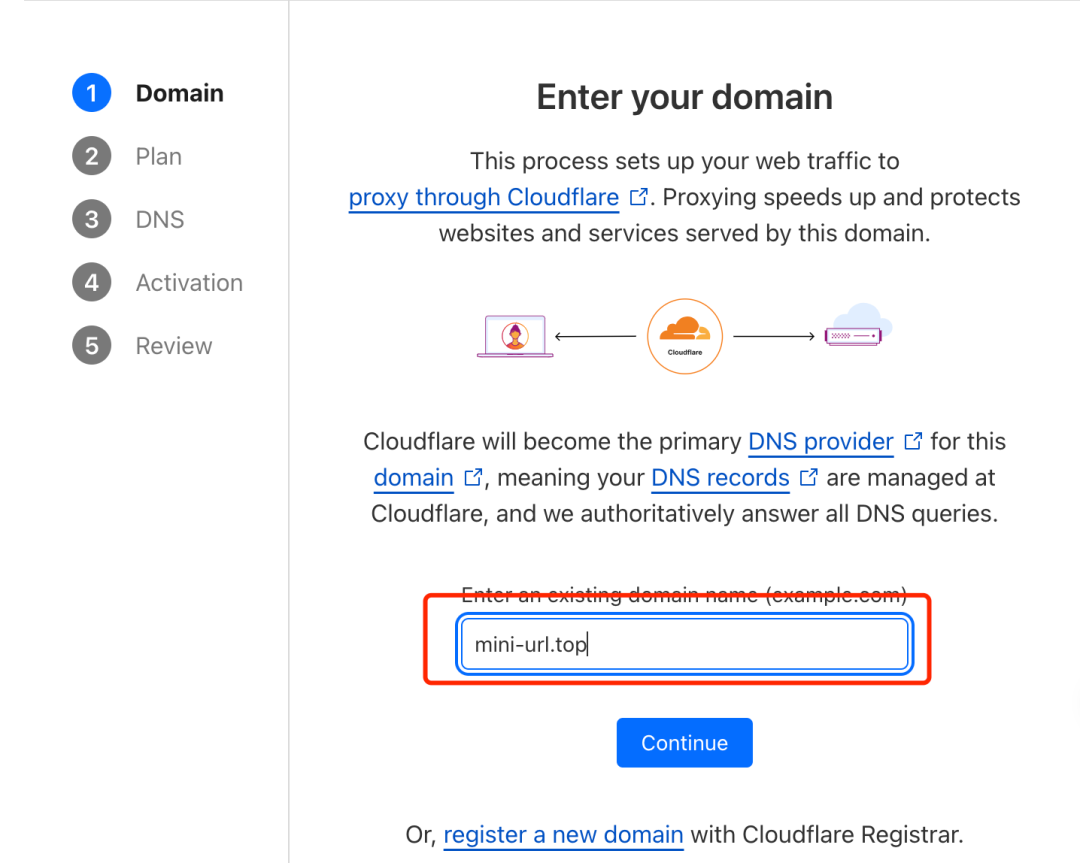 1 Domain
2 Plan
3 DNS
4 Activation
5 Review
Enter your domain
This process sets up your web traffic to
proxy through Cloudflare. Proxying speeds up and protects
websites and services served by this domain.
Cloudflare
Cloudflare will become the primary DNS provider for this
domain, meaning your DNS records are managed at
Cloudflare, and we authoritatively answer all DNS queries.
Enter an existing domain name (example.com)
mini-url.top
Continue
Or, register a new domain with Cloudflare Registrar.